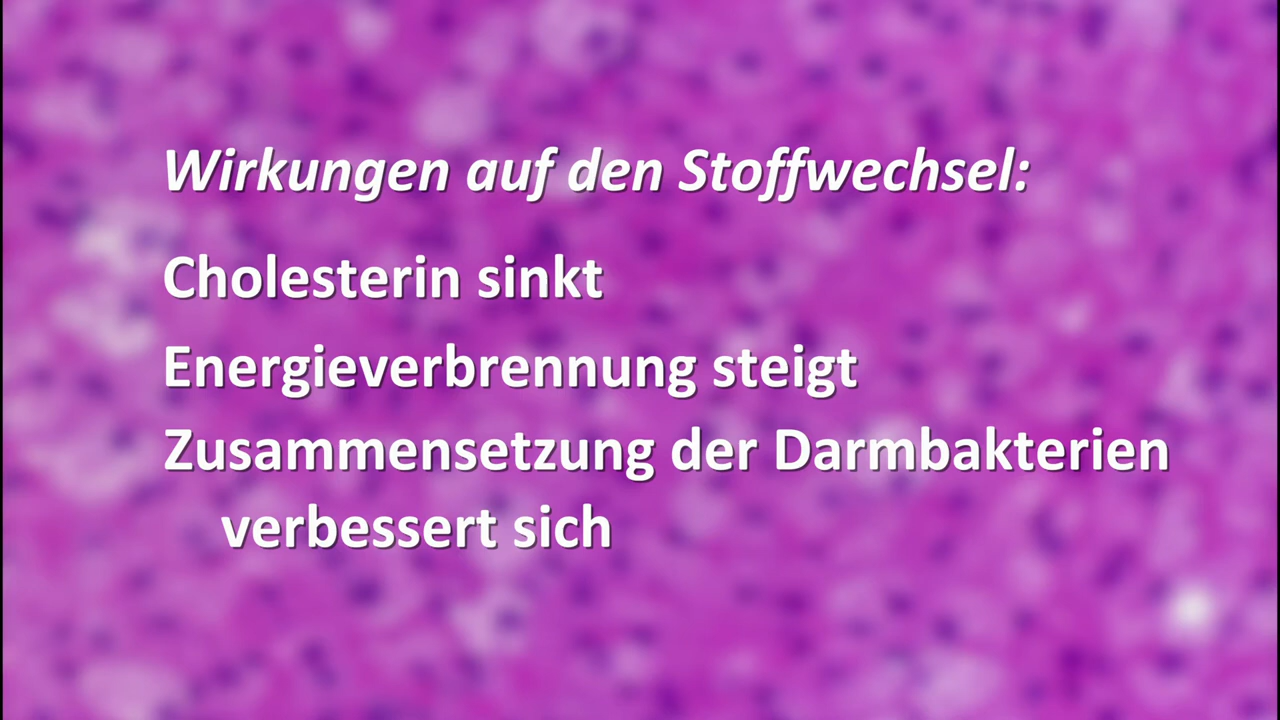 Wirkungen auf den Stoffwechsel:
Cholesterin sinkt
Energieverbrennung steigt
Zusammensetzung der Darmbakterien
verbessert sich